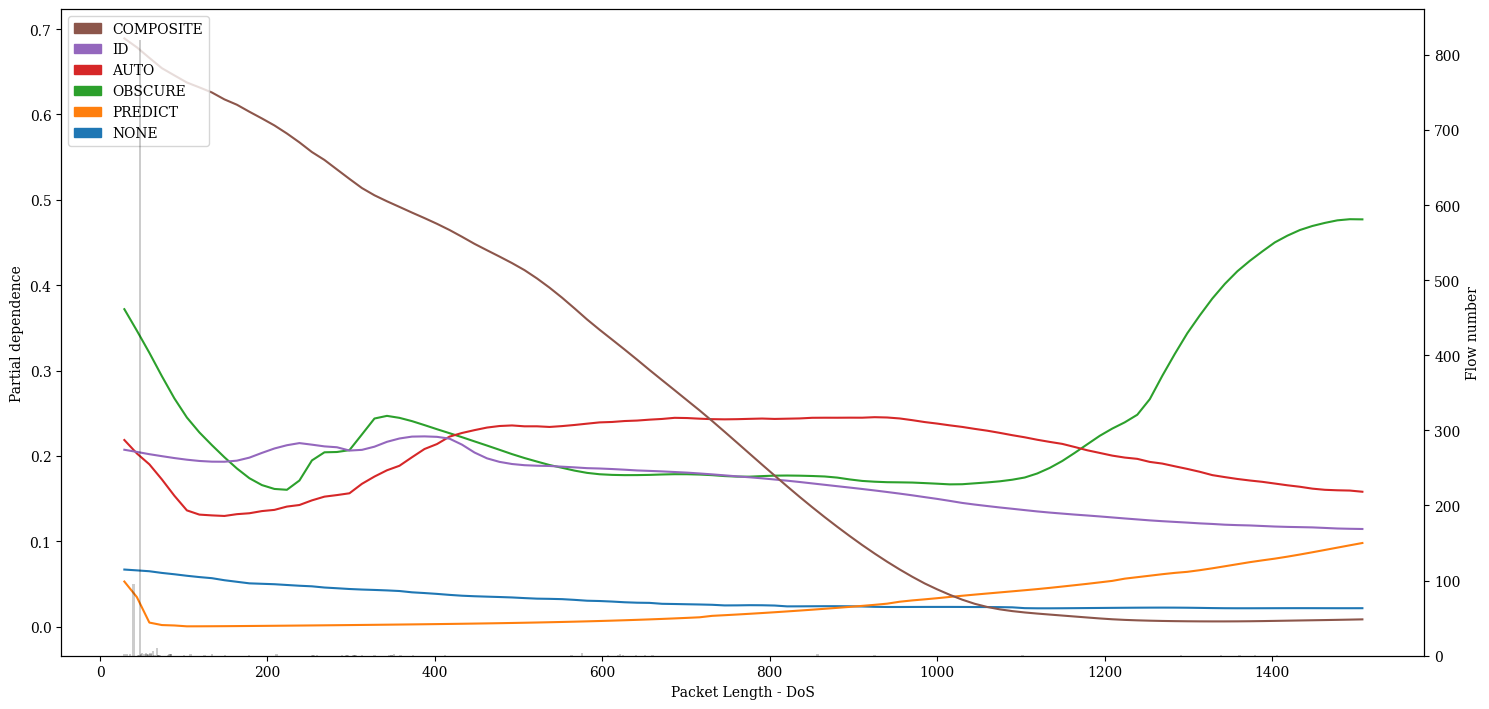 COMPOSITE
ID
AUTO
OBSCURE
PREDICT
NONE
Partial dependence
0.7
0.6
0.5
0.4
0.3
0.2
0.1
0.0
800
700
600
500
400
300
200
100
0
Flow number
0 200 400 600 800 1000 1200 1400
Packet Length - DoS